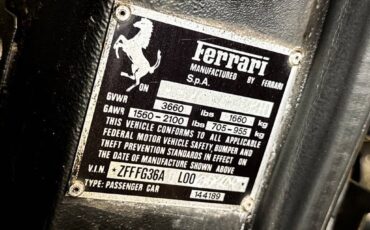 Ferrari
MANUFACTURED BY FERRARI
S.p.A.
ON
GVWR 3660 lbs 1660 kg
GAWR 1560-2100 lbs 705-955 kg
THIS VEHICLE CONFORMS TO ALL APPLICABLE
FEDERAL MOTOR VEHICLE SAFETY, BUMPER AND
THEFT PREVENTION STANDARDS IN EFFECT ON
THE DATE OF MANUFACTURE SHOWN ABOVE
V.I.N. *ZFFFG36A L00
TYPE: PASSENGER CAR 144189